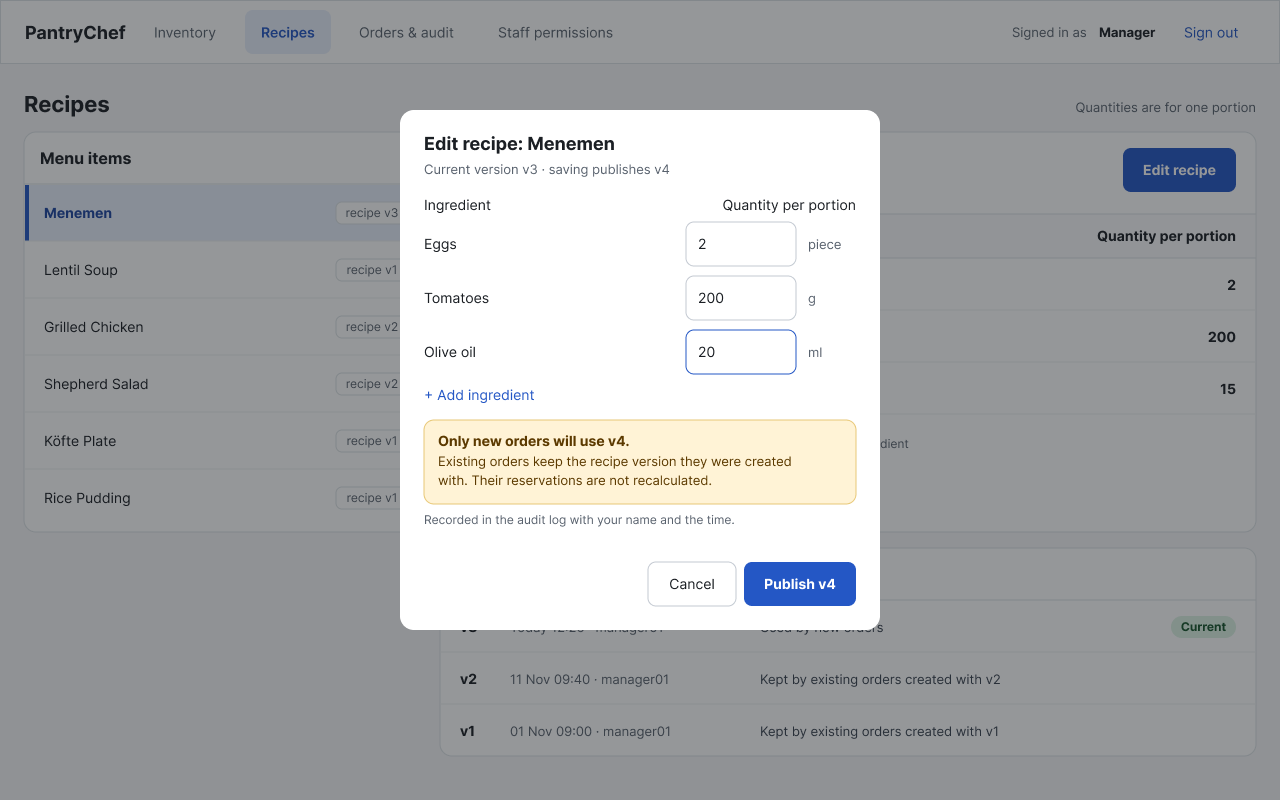 PantryChef Inventory Recipes Orders & audit Staff permissions Signed in as Manager Sign out
Recipes Quantities are for one portion
Menu items
Edit recipe
Menemen recipe v3
Quantity per portion
Lentil Soup recipe v1
2
Grilled Chicken recipe v2
200
Shepherd Salad recipe v2
15
Köfte Plate recipe v1
Rice Pudding recipe v1
Edit recipe: Menemen
Current version v3 · saving publishes v4
Ingredient Quantity per portion
Eggs 2 piece
Tomatoes 200 g
Olive oil 20 ml
+ Add ingredient
Only new orders will use v4.
Existing orders keep the recipe version they were created
with. Their reservations are not recalculated.
Recorded in the audit log with your name and the time.
Cancel Publish v4
Current
v2 11 Nov 09:40 · manager01 Kept by existing orders created with v2
v1 01 Nov 09:00 · manager01 Kept by existing orders created with v1